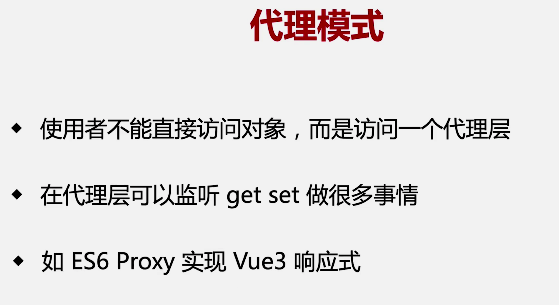 代理模式
使用者不能直接访问对象，而是访问一个代理层
在代理层可以监听 get set 做很多事情
如 ES6 Proxy 实现 Vue3 响应式